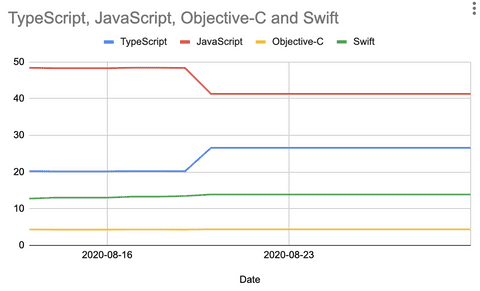 TypeScript, JavaScript, Objective-C and Swift
TypeScript JavaScript Objective-C Swift
50
40
30
20
10
0
2020-08-16 2020-08-23
Date